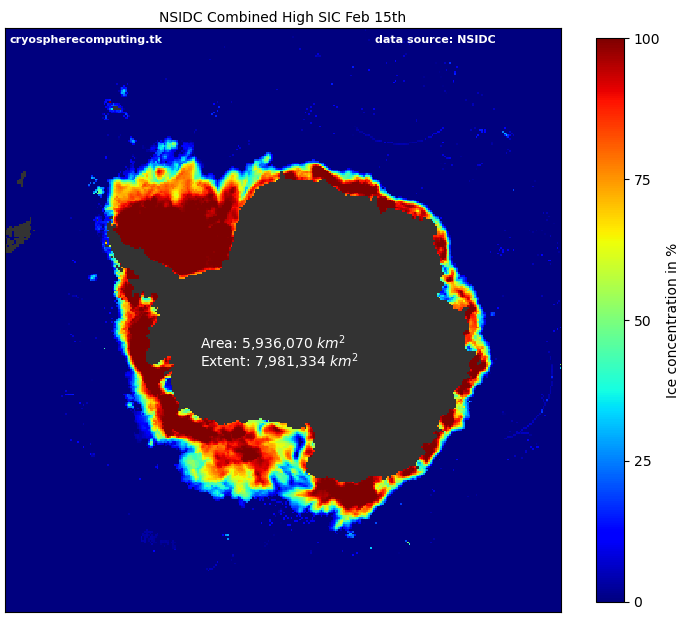 NSIDC Combined High SIC Feb 15th
cryospherecomputing.tk data source: NSIDC
Area: 5,936,070 km²
Extent: 7,981,334 km²
100
75
50
25
0
Ice concentration in %